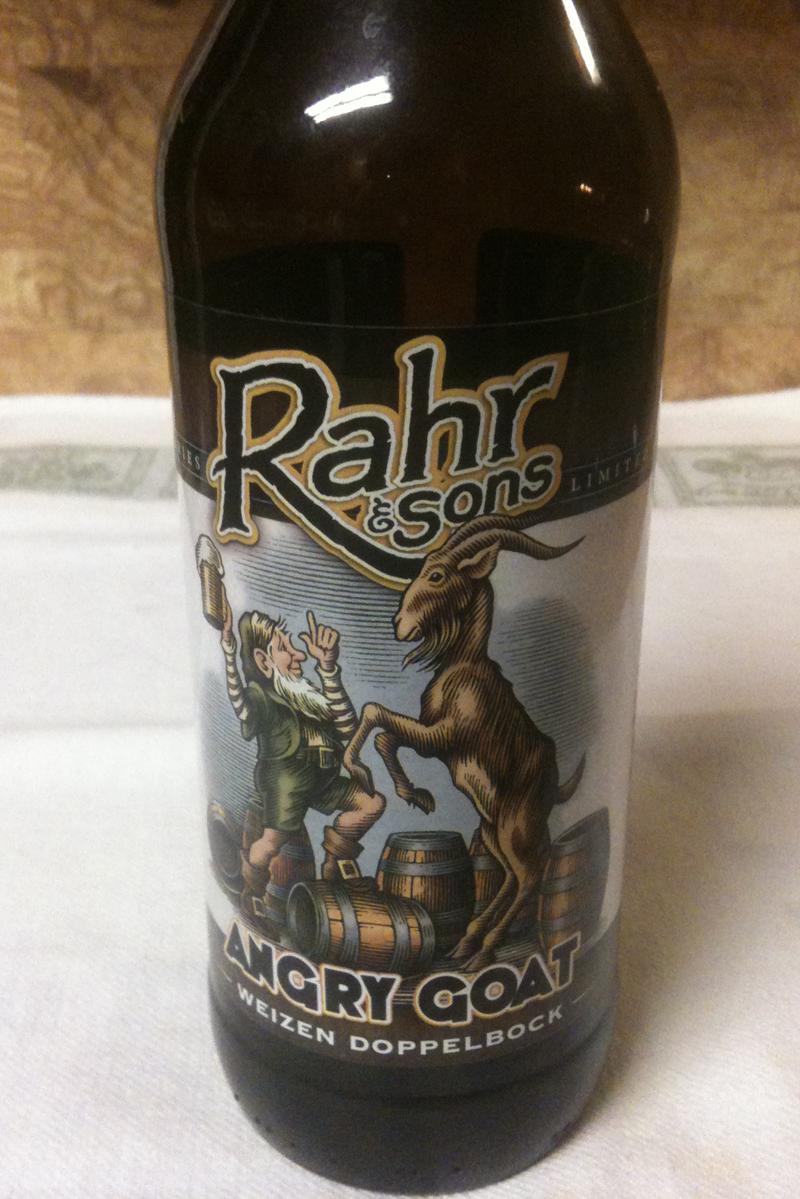 Rahr
& Sons
ANGRY GOAT
WEIZEN DOPPELBOCK